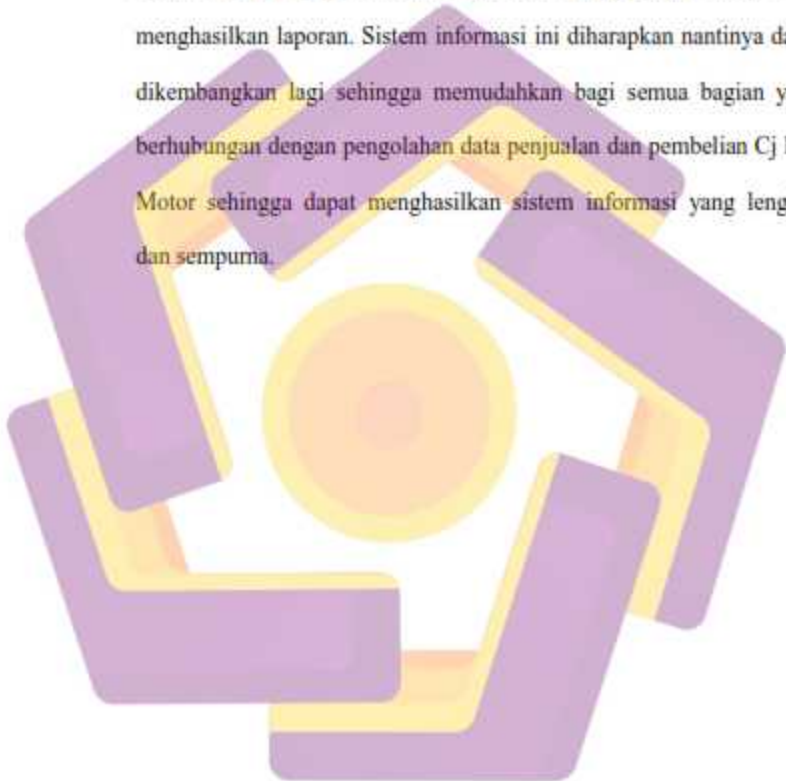 menghasilkan laporan. Sistem informasi ini diharapkan nantinya
dikembangkan lagi sehingga memudahkan bagi semua bagian
berhubungan dengan pengolahan data penjualan dan pembelian Cj
Motor sehingga dapat menghasilkan sistem informasi yang
dan sempurna.